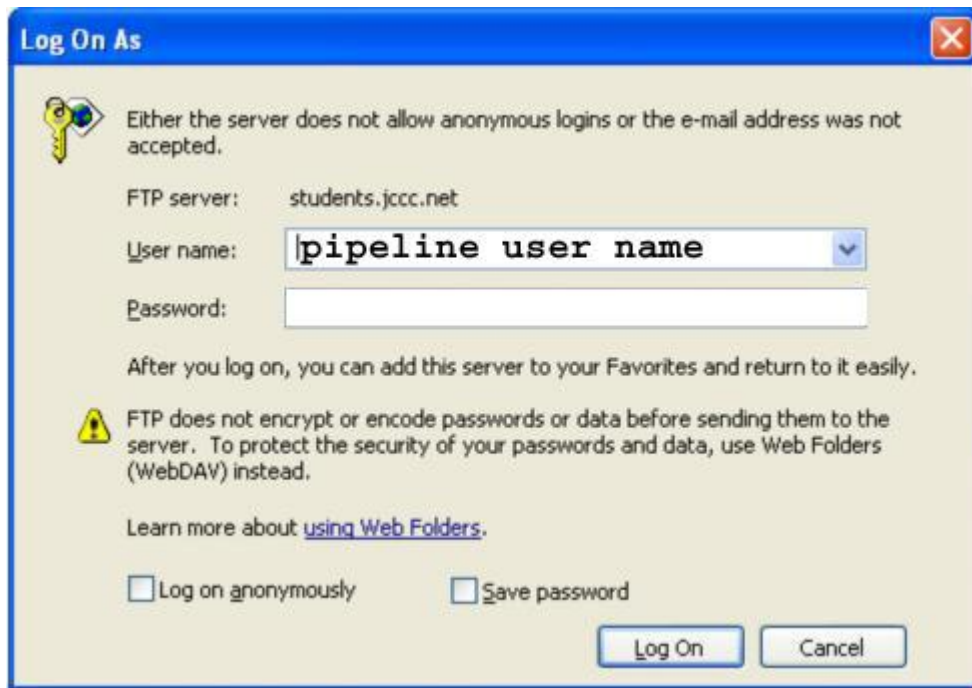 Log On As
Either the server does not allow anonymous logins or the e-mail address was not
accepted.
FTP server: students.jccc.net
User name: pipeline user name
Password:
After you log on, you can add this server to your Favorites and return to it easily.
FTP does not encrypt or encode passwords or data before sending them to the
server. To protect the security of your passwords and data, use Web Folders
(WebDAV) instead.
Learn more about using Web Folders.
Log on anonymously Save password
Log On Cancel